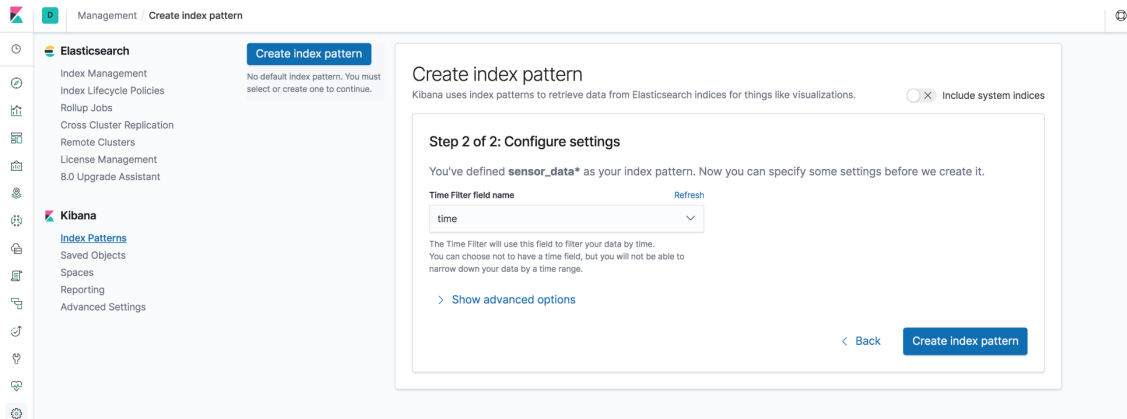 D
Management / Create index pattern
Elasticsearch
Index Management
Index Lifecycle Policies
Rollup Jobs
Cross Cluster Replication
Remote Clusters
License Management
8.0 Upgrade Assistant
Kibana
Index Patterns
Saved Objects
Spaces
Reporting
Advanced Settings
Create index pattern
No default index pattern. You must
select or create one to continue.
Create index pattern
Kibana uses index patterns to retrieve data from Elasticsearch indices for things like visualizations.
Include system indices
Step 2 of 2: Configure settings
You've defined sensor_data* as your index pattern. Now you can specify some settings before we create it.
Time Filter field name
Refresh
time
The Time Filter will use this field to filter your data by time.
You can choose not to have a time field, but you will not be able to
narrow down your data by a time range.
Show advanced options
Back
Create index pattern